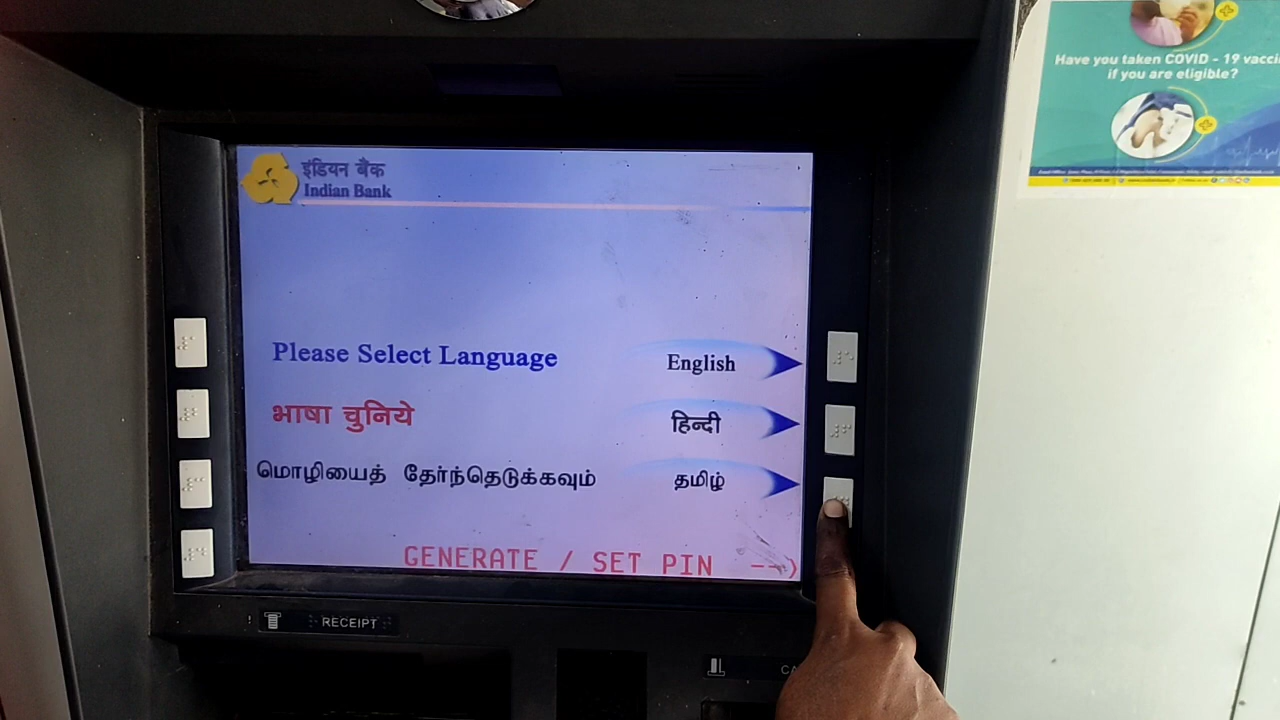 Have you taken COVID - 19
if you are eligible?
इंडियन बैंक
Indian Bank
Please Select Language
English
भाषा चुनिये
हिन्दी
மொழியைத் தேர்ந்தெடுக்கவும்
தமிழ்
GENERATE / SET PIN -->
RECEIPT